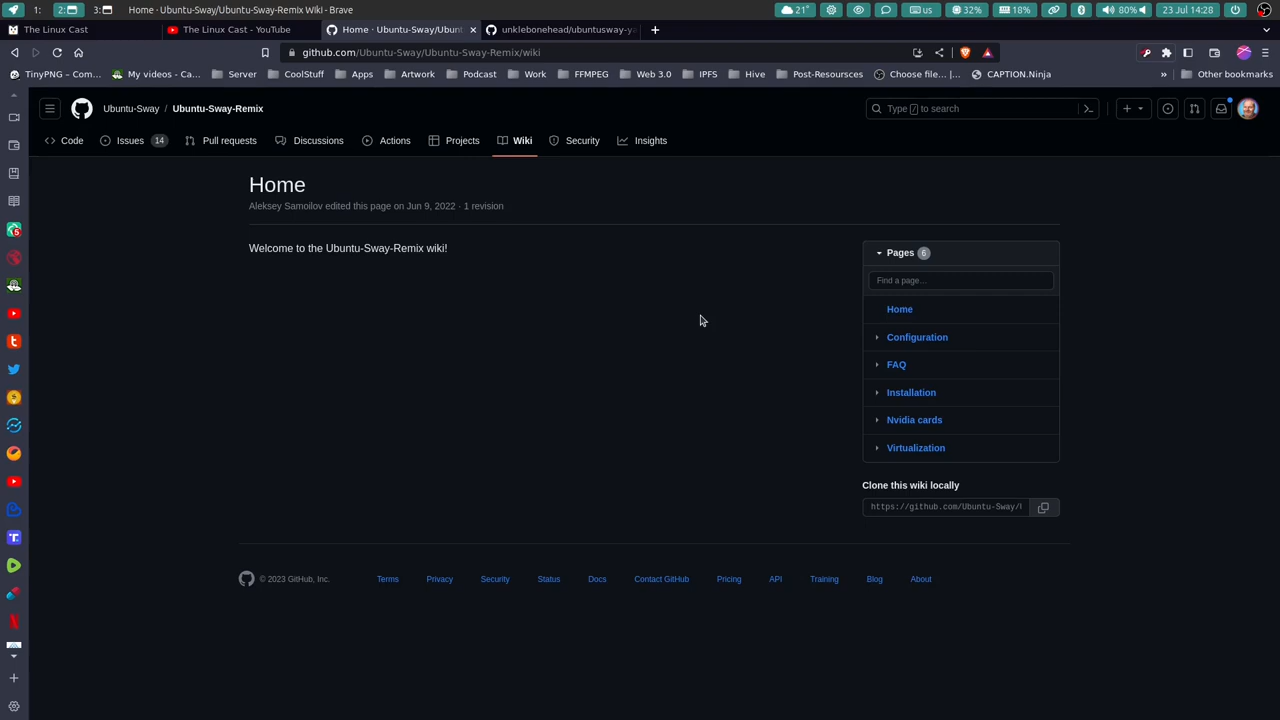 1:
2:
3:
Home · Ubuntu-Sway/Ubuntu-Sway-Remix Wiki - Brave
21°
us
32%
18%
80%
23 Jul 14:28
The Linux Cast
The Linux Cast - YouTube
Home · Ubuntu-Sway/Ubunt
unklebonehead/ubuntusway-y
github.com/Ubuntu-Sway/Ubuntu-Sway-Remix/wiki
TinyPNG – Com…
My videos - Ca…
Server
CoolStuff
Apps
Artwork
Podcast
Work
FFMPEG
Web 3.0
IPFS
Hive
Post-Resoursces
Choose file… |…
CAPTION.Ninja
»
Other bookmarks
Ubuntu-Sway / Ubuntu-Sway-Remix
Type / to search
Code
Issues 14
Pull requests
Discussions
Actions
Projects
Wiki
Security
Insights
Home
Aleksey Samoilov edited this page on Jun 9, 2022 · 1 revision
Welcome to the Ubuntu-Sway-Remix wiki!
Pages 6
Find a page…
Home
Configuration
FAQ
Installation
Nvidia cards
Virtualization
Clone this wiki locally
https://github.com/Ubuntu-Sway/
© 2023 GitHub, Inc.
Terms
Privacy
Security
Status
Docs
Contact GitHub
Pricing
API
Training
Blog
About
5